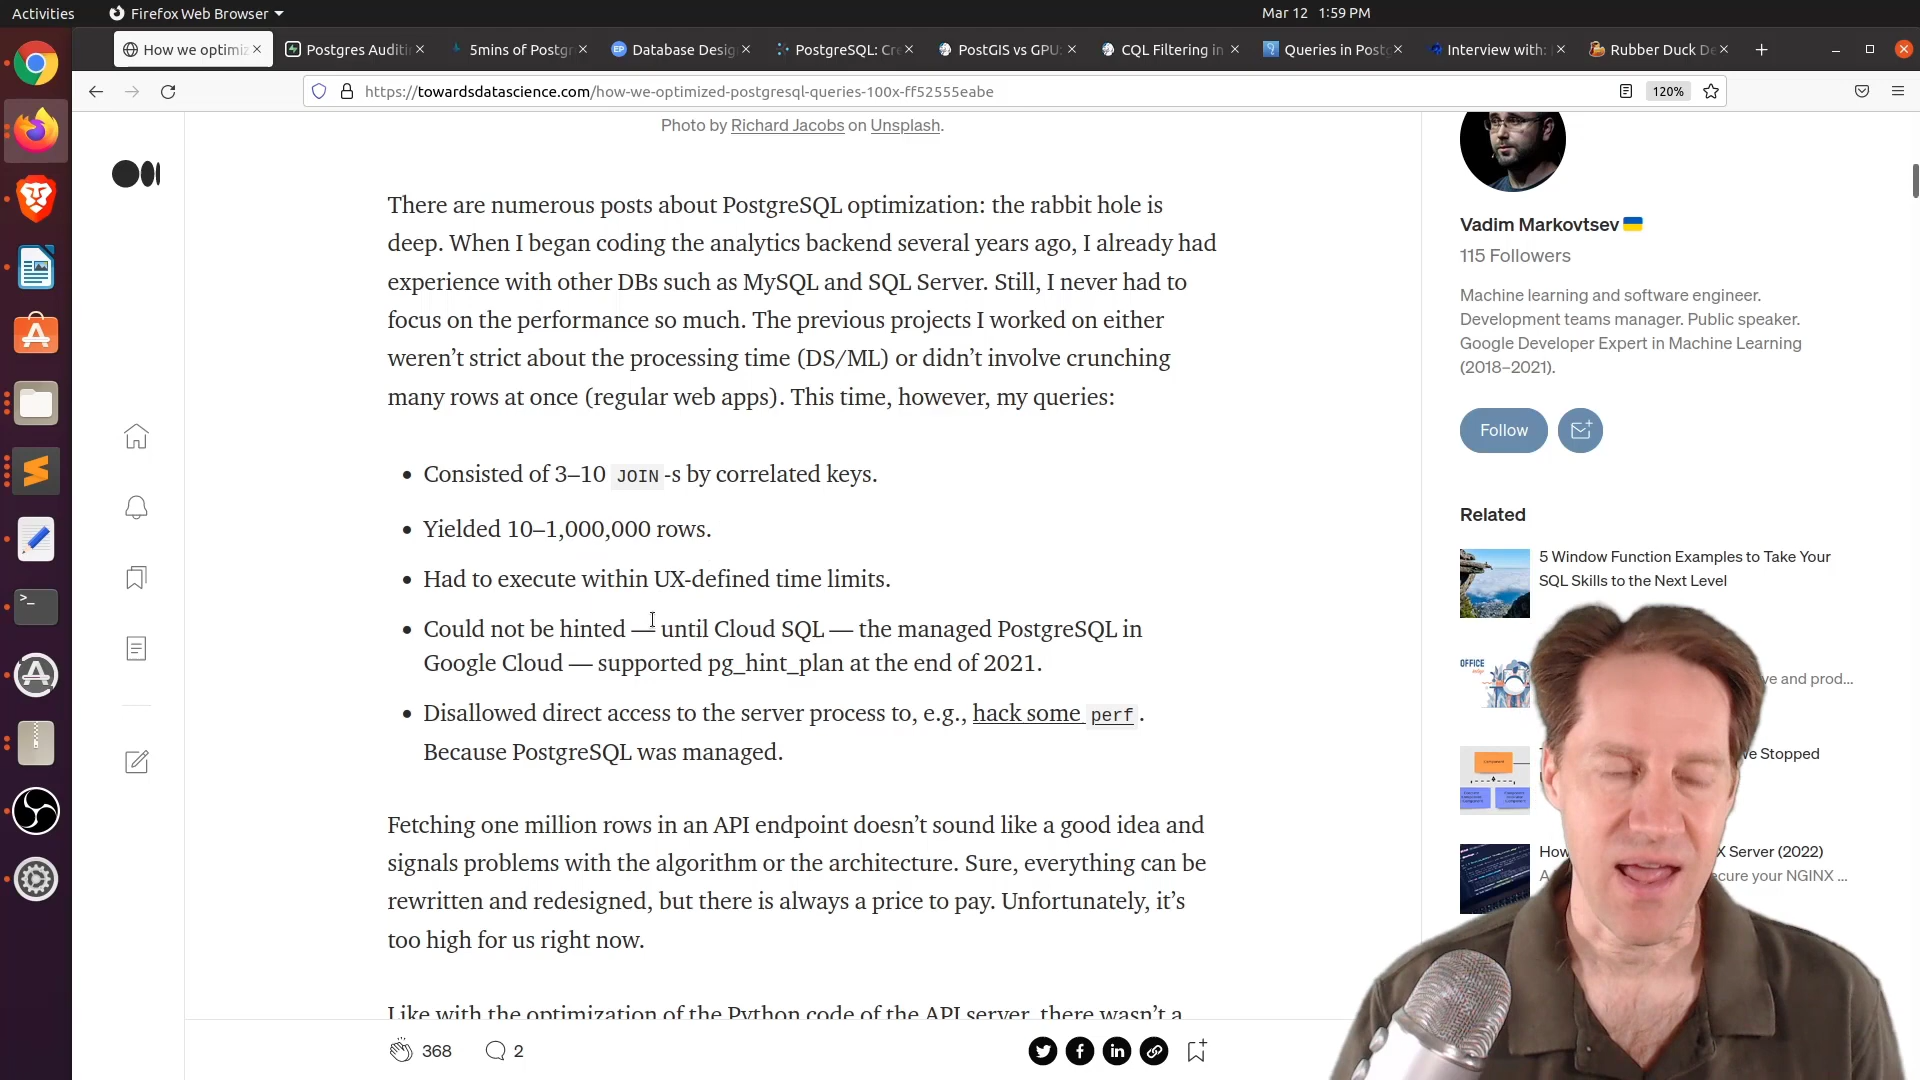 Activities
Firefox Web Browser
Mar 12 1:59 PM
How we optimiz
Postgres Auditi
5mins of Postgr
Database Desig
PostgreSQL: Cr
PostGIS vs GPU:
CQL Filtering in
Queries in Postg
Interview with:
Rubber Duck De
https://towardsdatascience.com/how-we-optimized-postgresql-queries-100x-ff52555eabe
120%
Photo by Richard Jacobs on Unsplash.
There are numerous posts about PostgreSQL optimization: the rabbit hole is
deep. When I began coding the analytics backend several years ago, I already had
experience with other DBs such as MySQL and SQL Server. Still, I never had to
focus on the performance so much. The previous projects I worked on either
weren’t strict about the processing time (DS/ML) or didn’t involve crunching
many rows at once (regular web apps). This time, however, my queries:
• Consisted of 3–10 JOIN -s by correlated keys.
• Yielded 10–1,000,000 rows.
• Had to execute within UX-defined time limits.
• Could not be hinted — until Cloud SQL — the managed PostgreSQL in
Google Cloud — supported pg_hint_plan at the end of 2021.
• Disallowed direct access to the server process to, e.g., hack some perf .
Because PostgreSQL was managed.
Fetching one million rows in an API endpoint doesn’t sound like a good idea and
signals problems with the algorithm or the architecture. Sure, everything can be
rewritten and redesigned, but there is always a price to pay. Unfortunately, it’s
too high for us right now.
Like with the optimization of the Python code of the API server, there wasn’t a
368
2
Vadim Markovtsev
115 Followers
Machine learning and software engineer.
Development teams manager. Public speaker.
Google Developer Expert in Machine Learning
(2018–2021).
Follow
Related
5 Window Function Examples to Take Your
SQL Skills to the Next Level
OFFICE
ve and prod...
We Stopped
How
X Server (2022)
ecure your NGINX ...